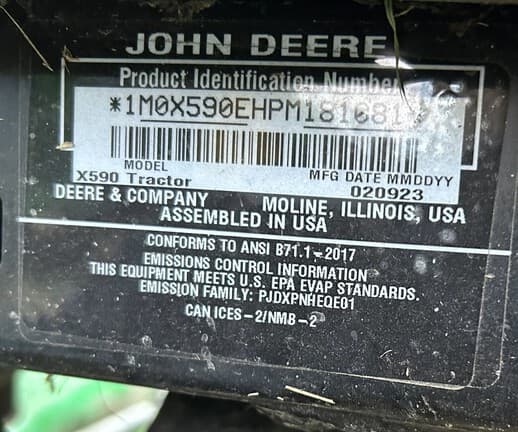 JOHN DEERE
Product Identification Number
*1M0X590EHPM181681*
MODEL
X590 Tractor
MFG DATE MMDDYY
020923
DEERE & COMPANY MOLINE, ILLINOIS, USA
ASSEMBLED IN USA
CONFORMS TO ANSI B71.1-2017
EMISSIONS CONTROL INFORMATION
THIS EQUIPMENT MEETS U.S. EPA EVAP STANDARDS.
EMISSION FAMILY: PJDXPNHEQE01
CAN ICES-2/NMB-2